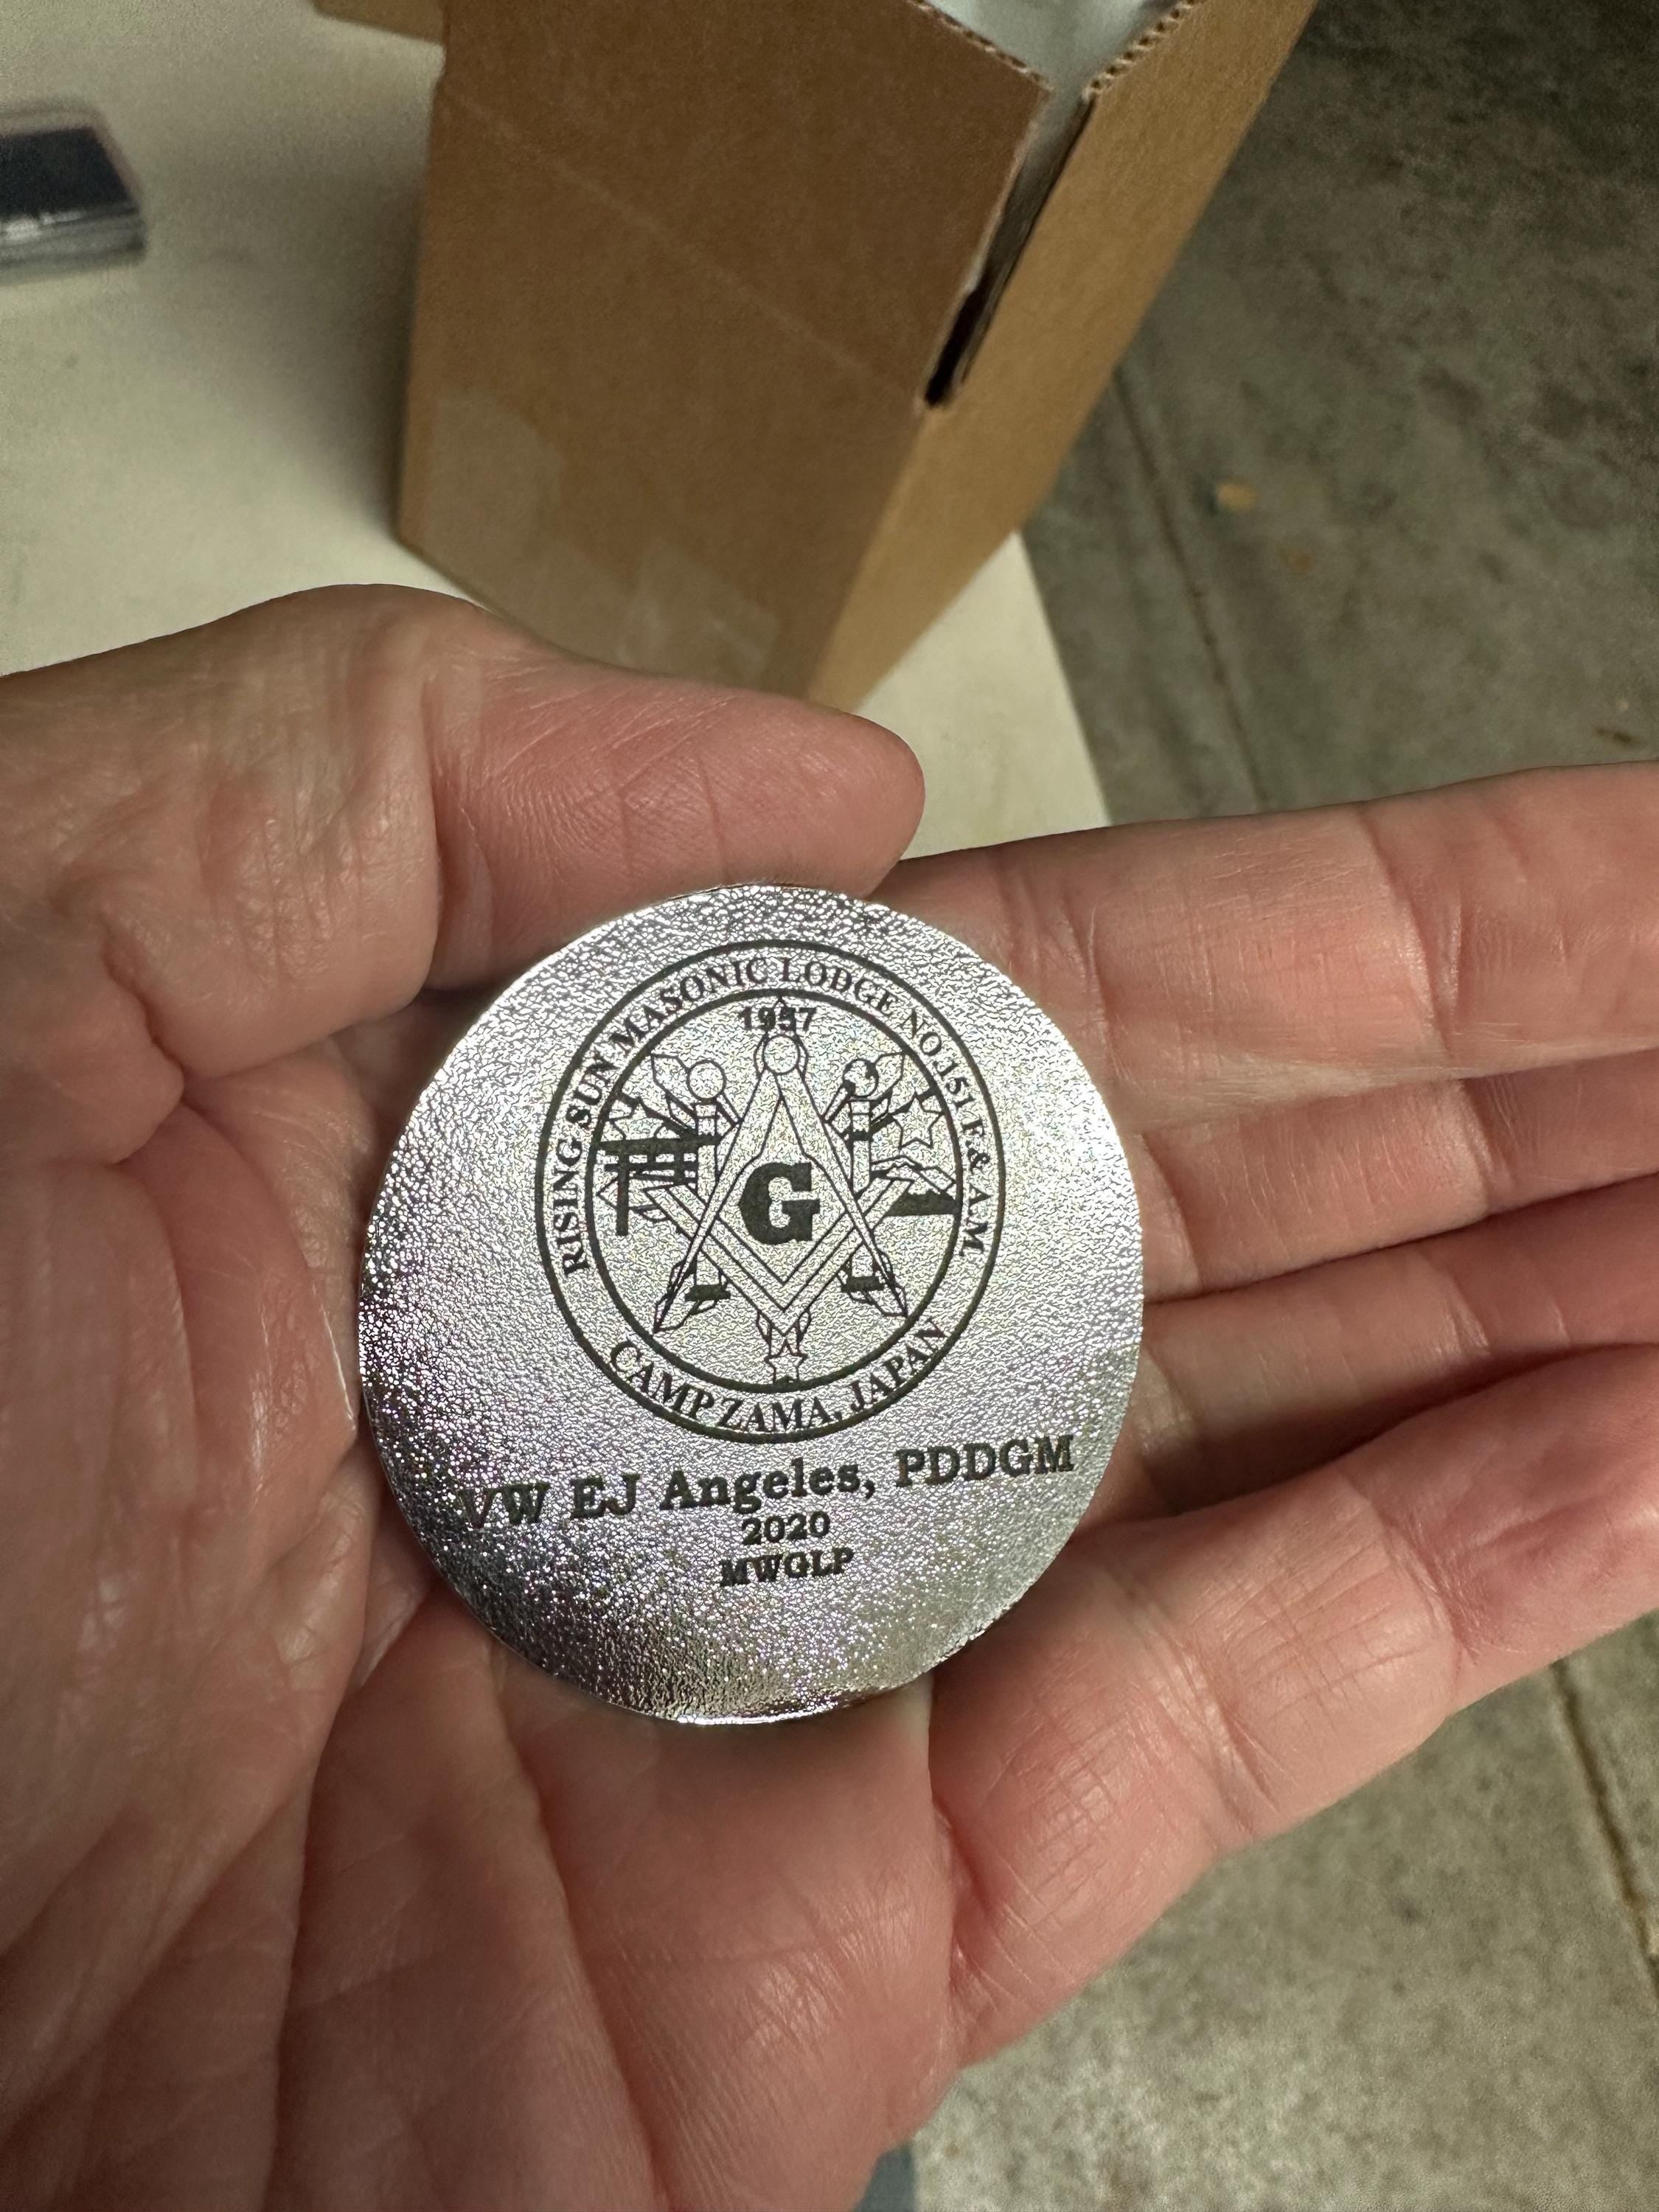 RISING SUN MASONIC LODGE NO.151 F.& A.M
1957
G
CAMP ZAMA, JAPAN
VW EJ Angeles, PDDGM
2020
MWGLP